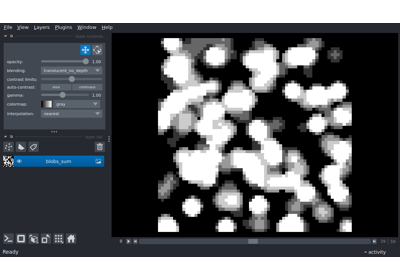 File View Layers Plugins Window Help
opacity: 1.00
blending: translucent_no_depth
contrast limits:
auto-contrast: once continuous
gamma: 1.00
colormap: gray
interpolation: nearest
blobs_sum
Ready
activity